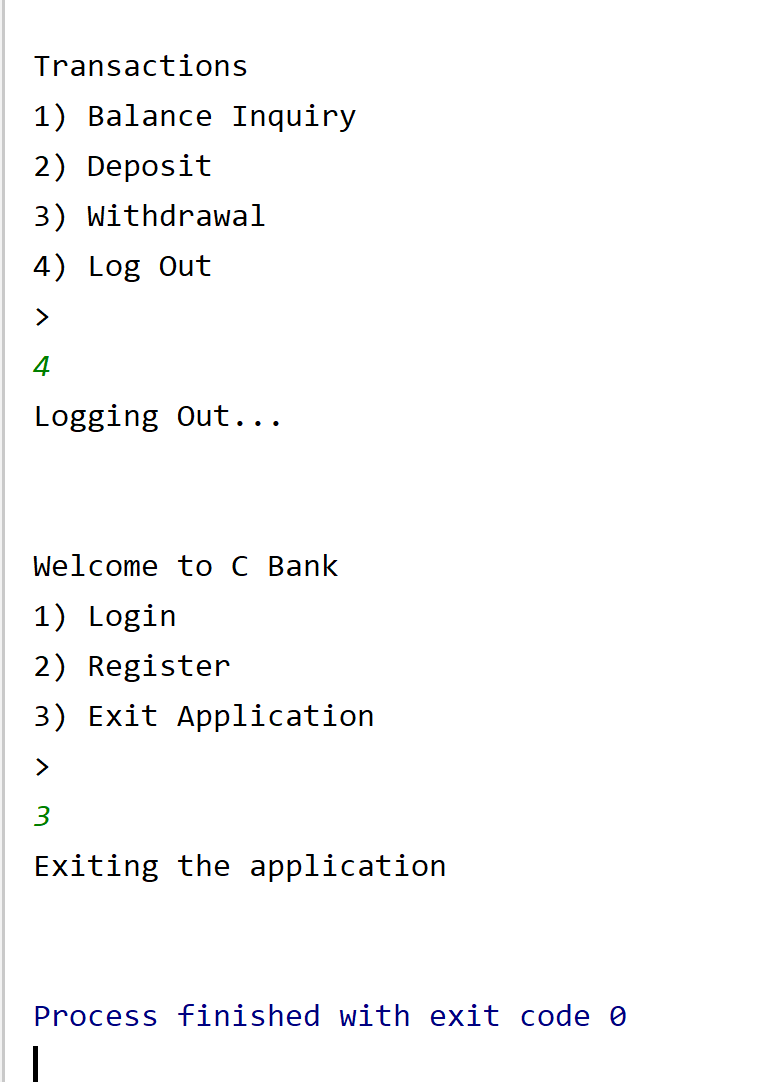 Transactions
1) Balance Inquiry
2) Deposit
3) Withdrawal
4) Log Out
>
4
Logging Out...
Welcome to C Bank
1) Login
2) Register
3) Exit Application
>
3
Exiting the application
Process finished with exit code 0